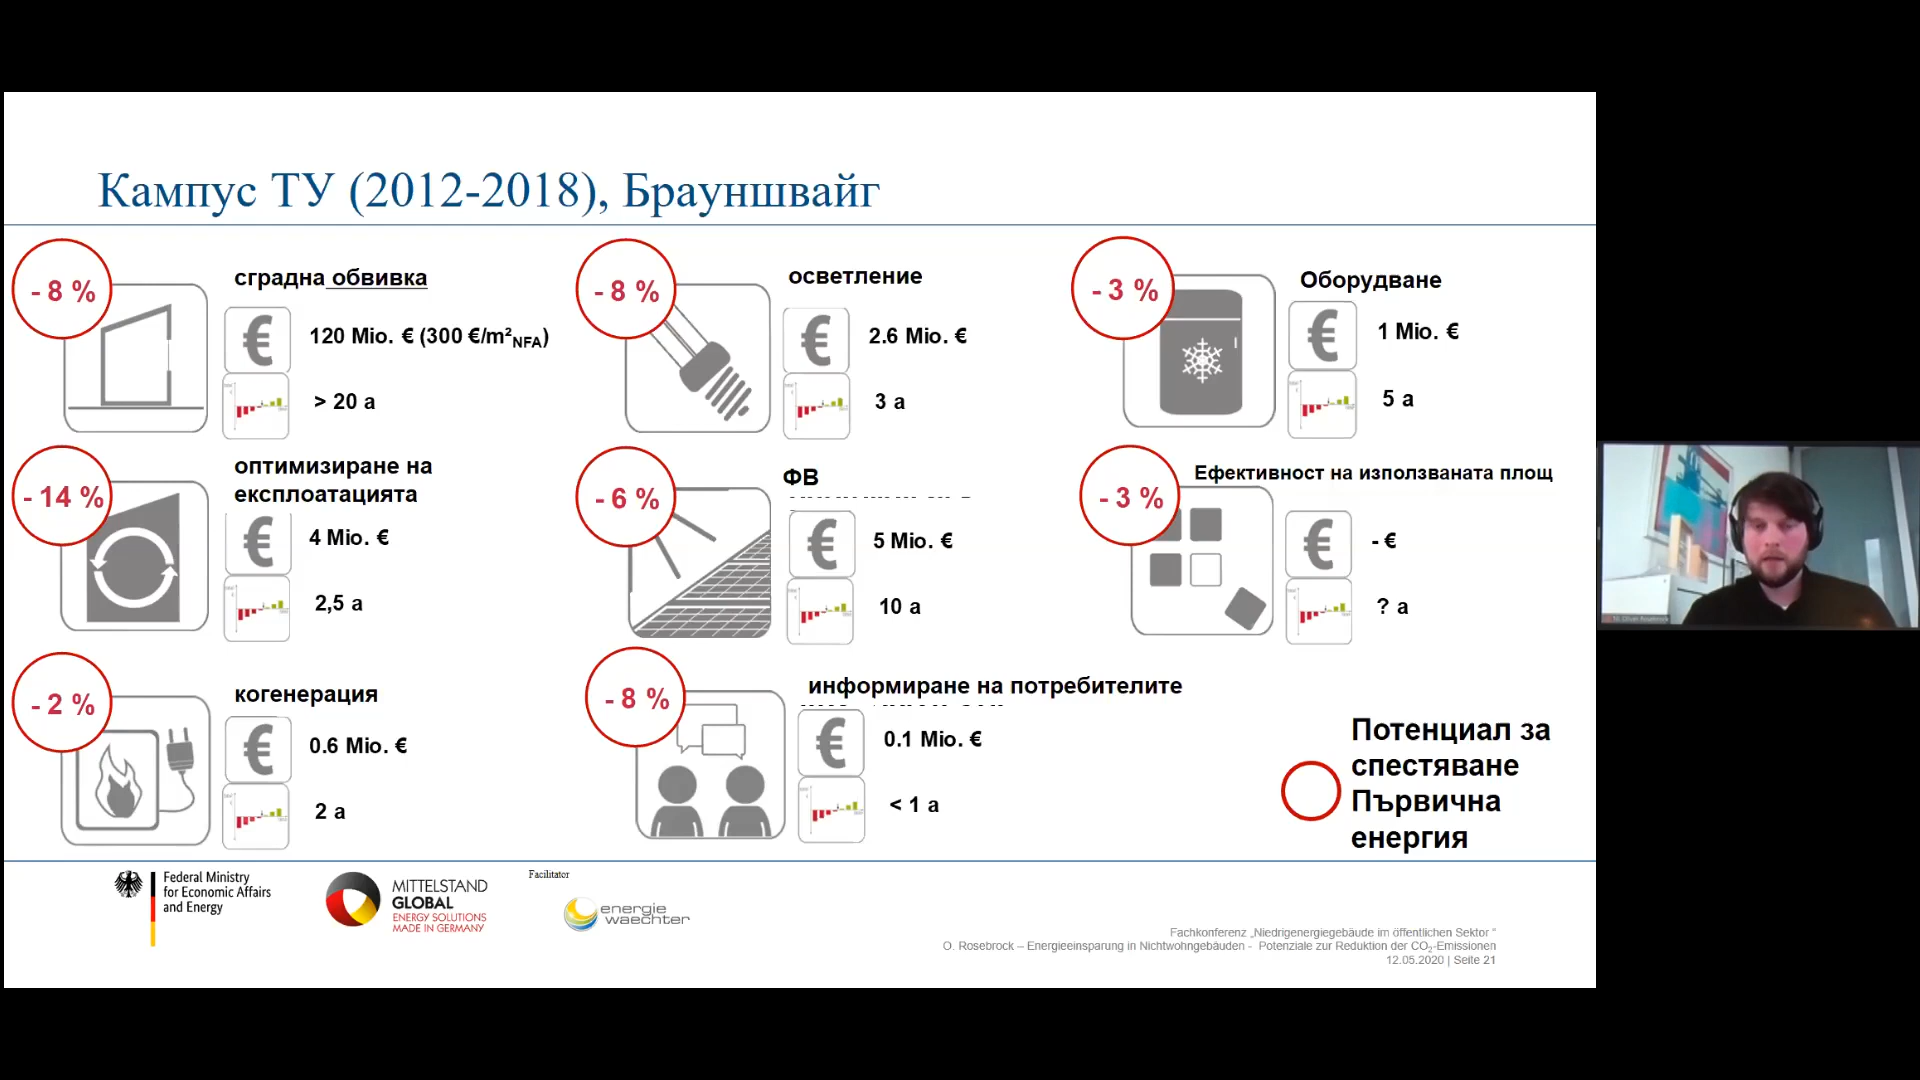 Кампус ТУ (2012-2018), Брауншвайг
- 8 %
сградна обвивка
€
120 Mio. € (300 €/m²NFA)
> 20 a
- 8 %
осветление
€
2.6 Mio. €
3 a
- 3 %
Оборудване
€
1 Mio. €
5 a
- 14 %
оптимизиране на
експлоатацията
€
4 Mio. €
2,5 a
- 6 %
ФВ
€
5 Mio. €
10 a
- 3 %
Ефективност на използваната площ
€
- €
? a
- 2 %
когенерация
€
0.6 Mio. €
2 a
- 8 %
информиране на потребителите
€
0.1 Mio. €
< 1 a
Потенциал за
спестяване
Първична
енергия
Federal Ministry
for Economic Affairs
and Energy
MITTELSTAND
GLOBAL
ENERGY SOLUTIONS
MADE IN GERMANY
Facilitator
energie
waechter
Fachkonferenz „Niedrigenergiegebäude im öffentlichen Sektor “
O. Rosebrock – Energieeinsparung in Nichtwohngebäuden - Potenziale zur Reduktion der CO2-Emissionen
12.05.2020 | Seite 21